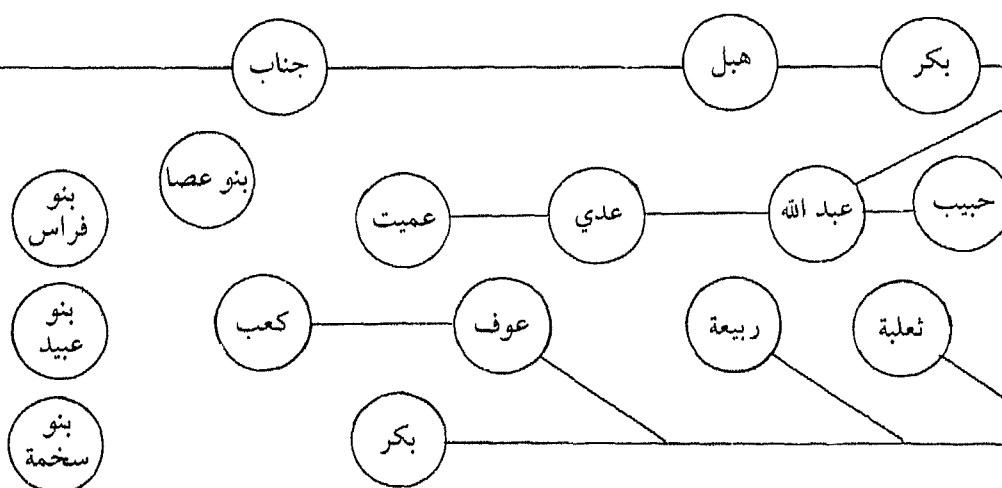 بكر
هبل
جناب
بنو عصا
حبيب
عبد الله
عدي
عميت
بنو
فراس
ثعلبة
ربيعة
عوف
كعب
بنو
عبيد
بكر
بنو
سخمة